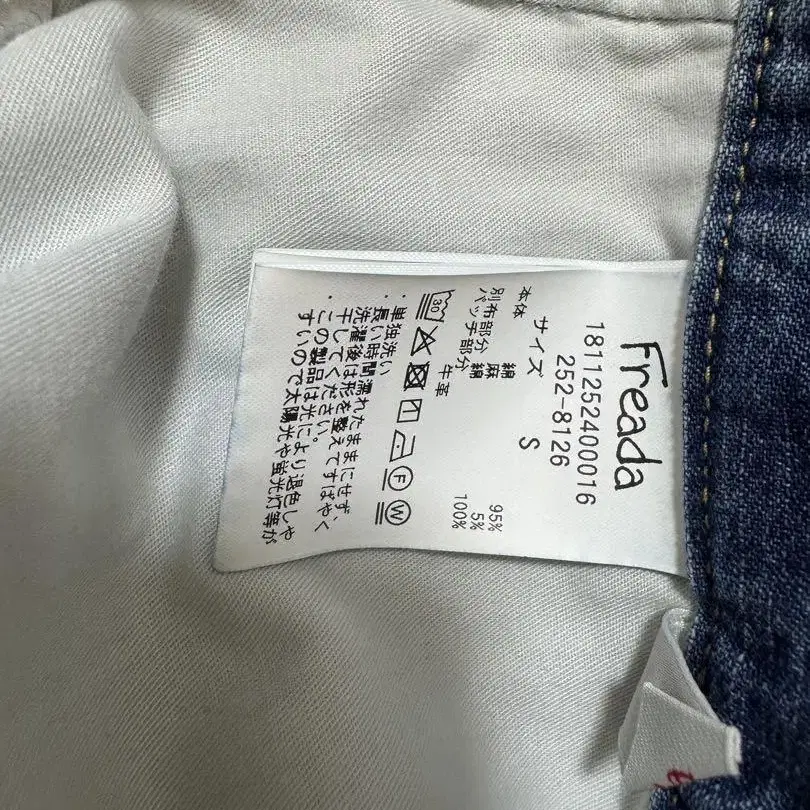 Freada
1811252400016
252-8126
サイズ S
本体 綿 95%
麻 5%
別布部分 綿 100%
パッチ部分 牛革
30 F W
・単独洗い
・長い時間濡れたままにせず、
洗濯後は形を整えてすばやく
干してください。
・この製品は光により退色しや
すいので太陽光や蛍光灯等が